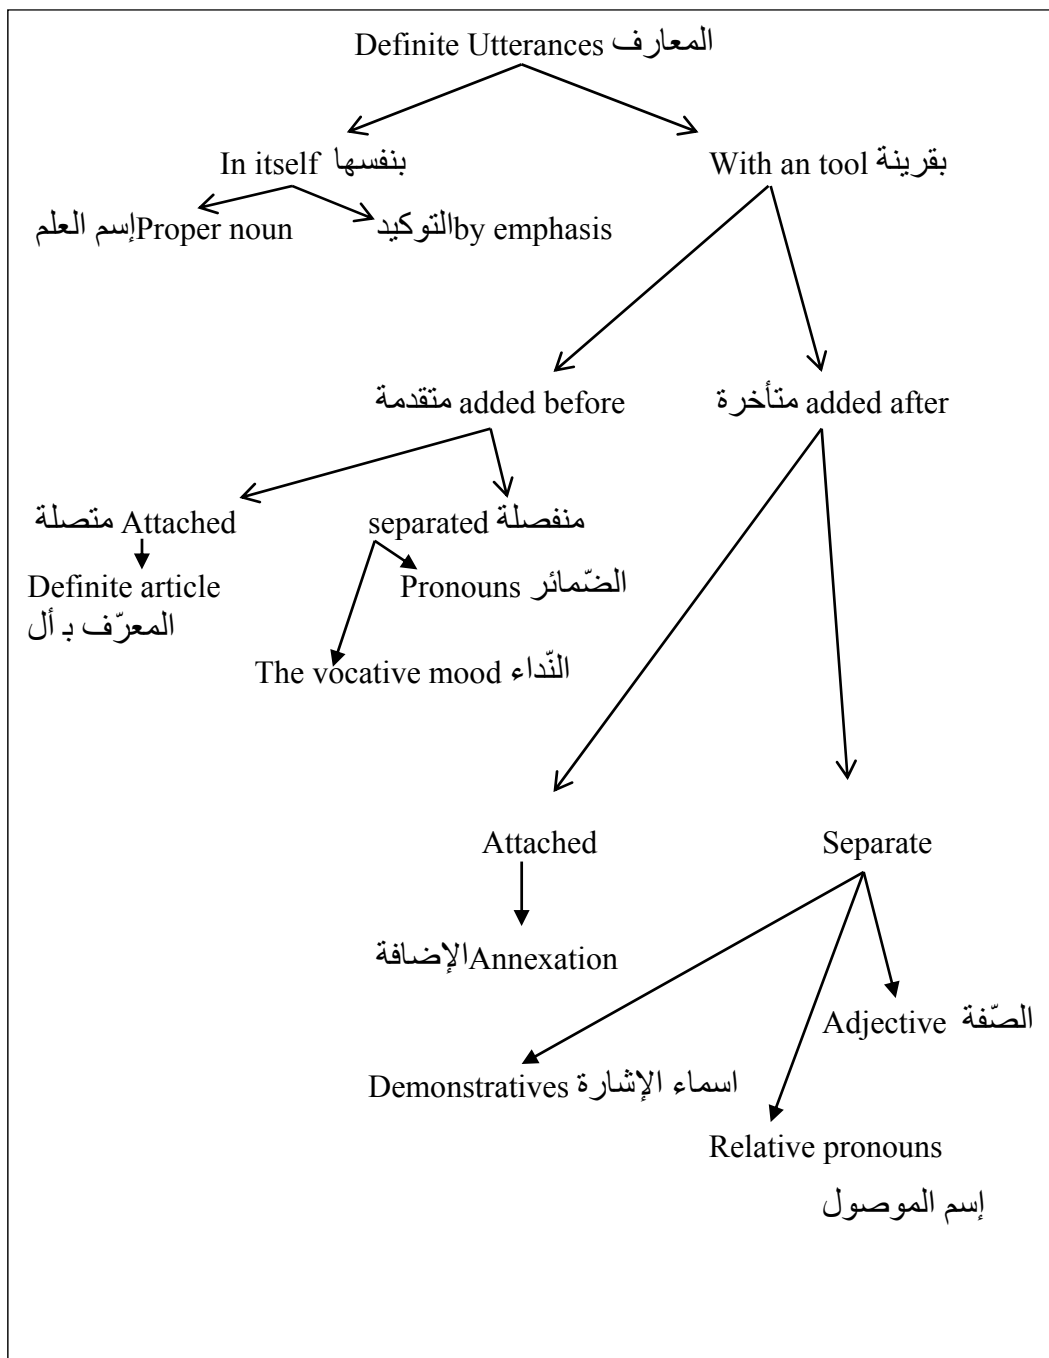 Definite Utterances المعارف
In itself بنفسها
With an tool بقرينة
إسم العلم Proper noun
التوكيد by emphasis
متقدمة added before
متأخرة added after
متصلة Attached
separated منفصلة
Definite article
المعرّف بـ أل
Pronouns الضّمائر
The vocative mood النّداء
Attached
Separate
الإضافة Annexation
Adjective الصّفة
Demonstratives اسماء الإشارة
Relative pronouns
إسم الموصول